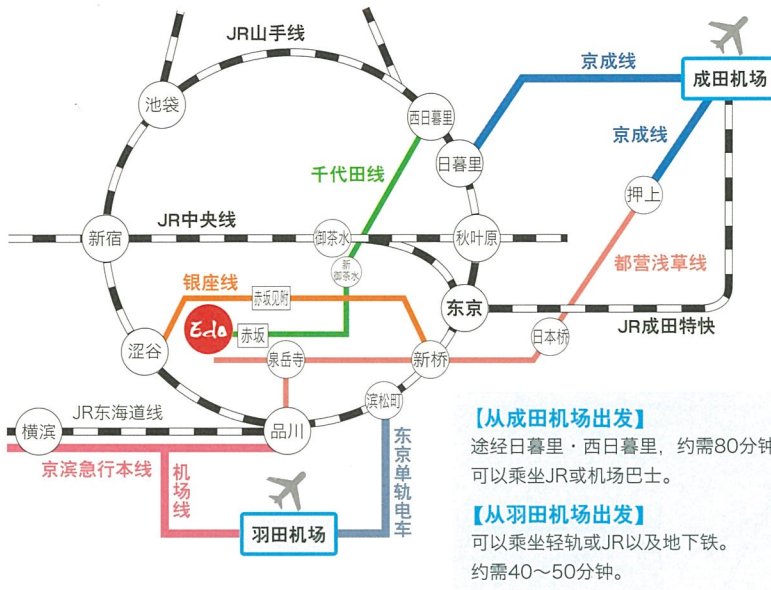 JR山手线
京成线
成田机场
池袋
西日暮里
京成线
日暮里
千代田线
押上
JR中央线
新宿
御茶水
秋叶原
新
御茶水
都营浅草线
银座线
赤坂见附
东京
Edo
赤坂
JR成田特快
日本桥
涩谷
泉岳寺
新桥
滨松町
JR东海道线
横滨
品川
京滨急行本线
机场线
东京单轨电车
羽田机场
【从成田机场出发】
途经日暮里・西日暮里，约需80分钟
可以乘坐JR或机场巴士。
【从羽田机场出发】
可以乘坐轻轨或JR以及地下铁。
约需40～50分钟。